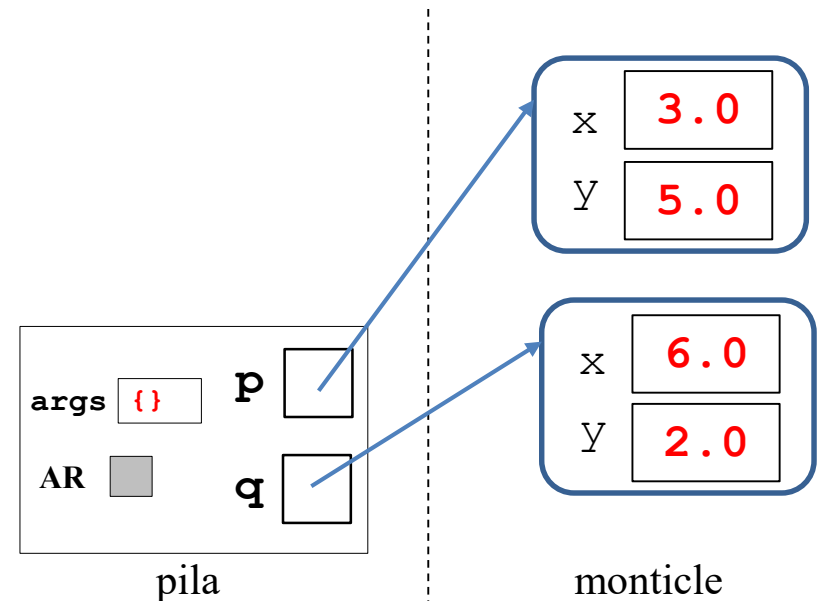 x 3.0
y 5.0
x 6.0
y 2.0
args {} p
AR q
pila monticle